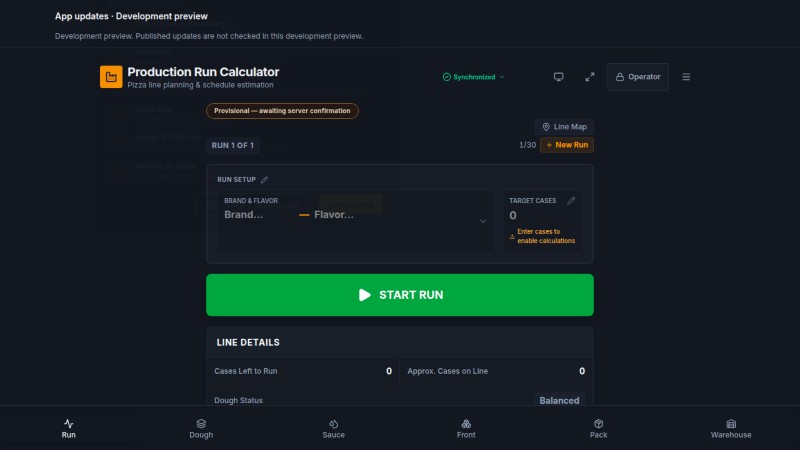 App updates · Development preview
Development preview. Published updates are not checked in this development preview.
Production Run Calculator
Pizza line planning & schedule estimation
Synchronized
Operator
Provisional — awaiting server confirmation
Line Map
RUN 1 OF 1
1/30
+ New Run
RUN SETUP
BRAND & FLAVOR
Brand...
Flavor...
TARGET CASES
0
Enter cases to
enable calculations
START RUN
LINE DETAILS
Cases Left to Run 0
Approx. Cases on Line 0
Dough Status Balanced
Run
Dough
Sauce
Front
Pack
Warehouse